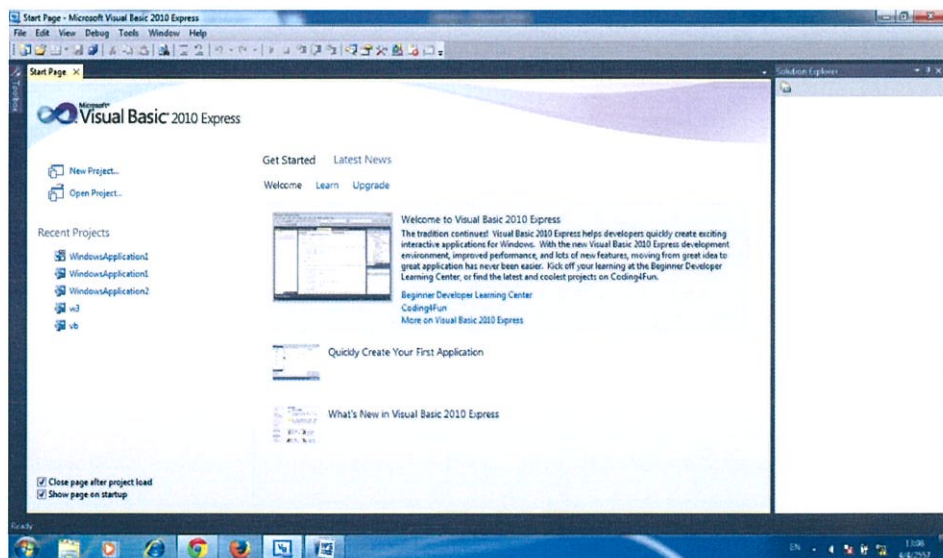 Start Page - Microsoft Visual Basic 2010 Express
File Edit View Debug Tools Window Help
Start Page
Solution Explorer
Toolbox
Microsoft
Visual Basic 2010 Express
New Project...
Open Project...
Recent Projects
WindowsApplication1
WindowsApplication1
WindowsApplication2
w3
vb
Get Started Latest News
Welcome Learn Upgrade
Welcome to Visual Basic 2010 Express
The tradition continues! Visual Basic 2010 Express helps developers quickly create exciting
interactive applications for Windows. With the new Visual Basic 2010 Express development
environment, improved performance, and lots of new features, moving from great idea to
great application has never been easier. Kick off your learning at the Beginner Developer
Learning Center, or find the latest and coolest projects on Coding4Fun.
Beginner Developer Learning Center
Coding4Fun
More on Visual Basic 2010 Express
Quickly Create Your First Application
What's New in Visual Basic 2010 Express
Close page after project load
Show page on startup
Ready
EN
13:06